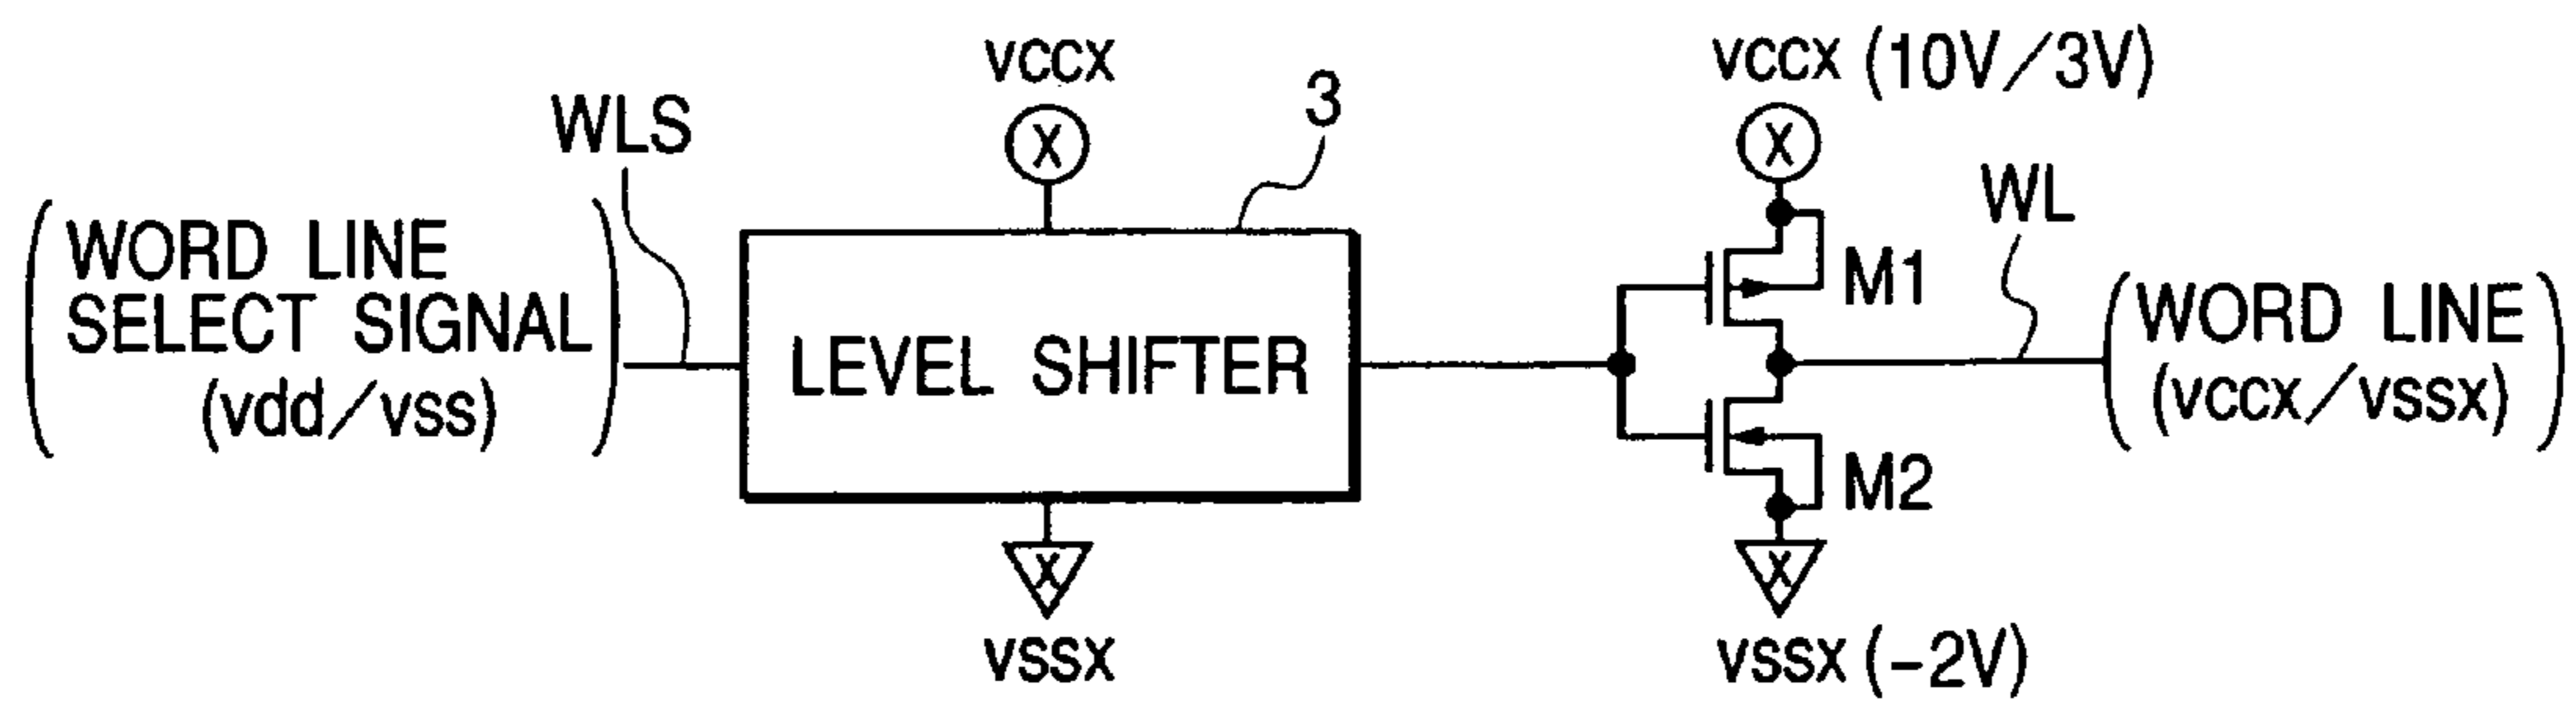 WLS
WORD LINE
SELECT SIGNAL
(vdd/vss)
vccx
X
3
LEVEL SHIFTER
X
vssx
vccx (10V/3V)
X
M1
M2
X
vssx (-2V)
WL
WORD LINE
(vccx/vssx)